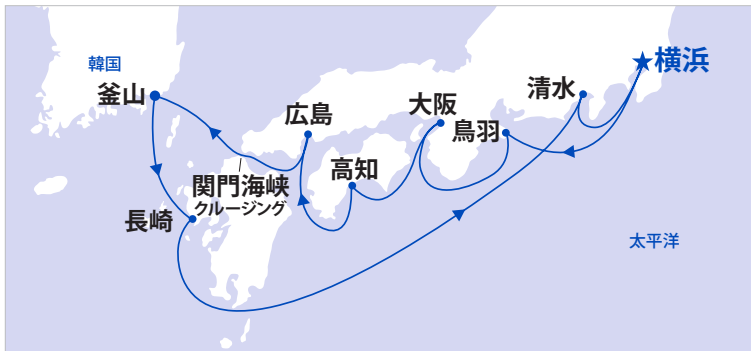 韓国
釜山
長崎
関門海峡
クルージング
広島
高知
大阪
鳥羽
清水
横浜
太平洋